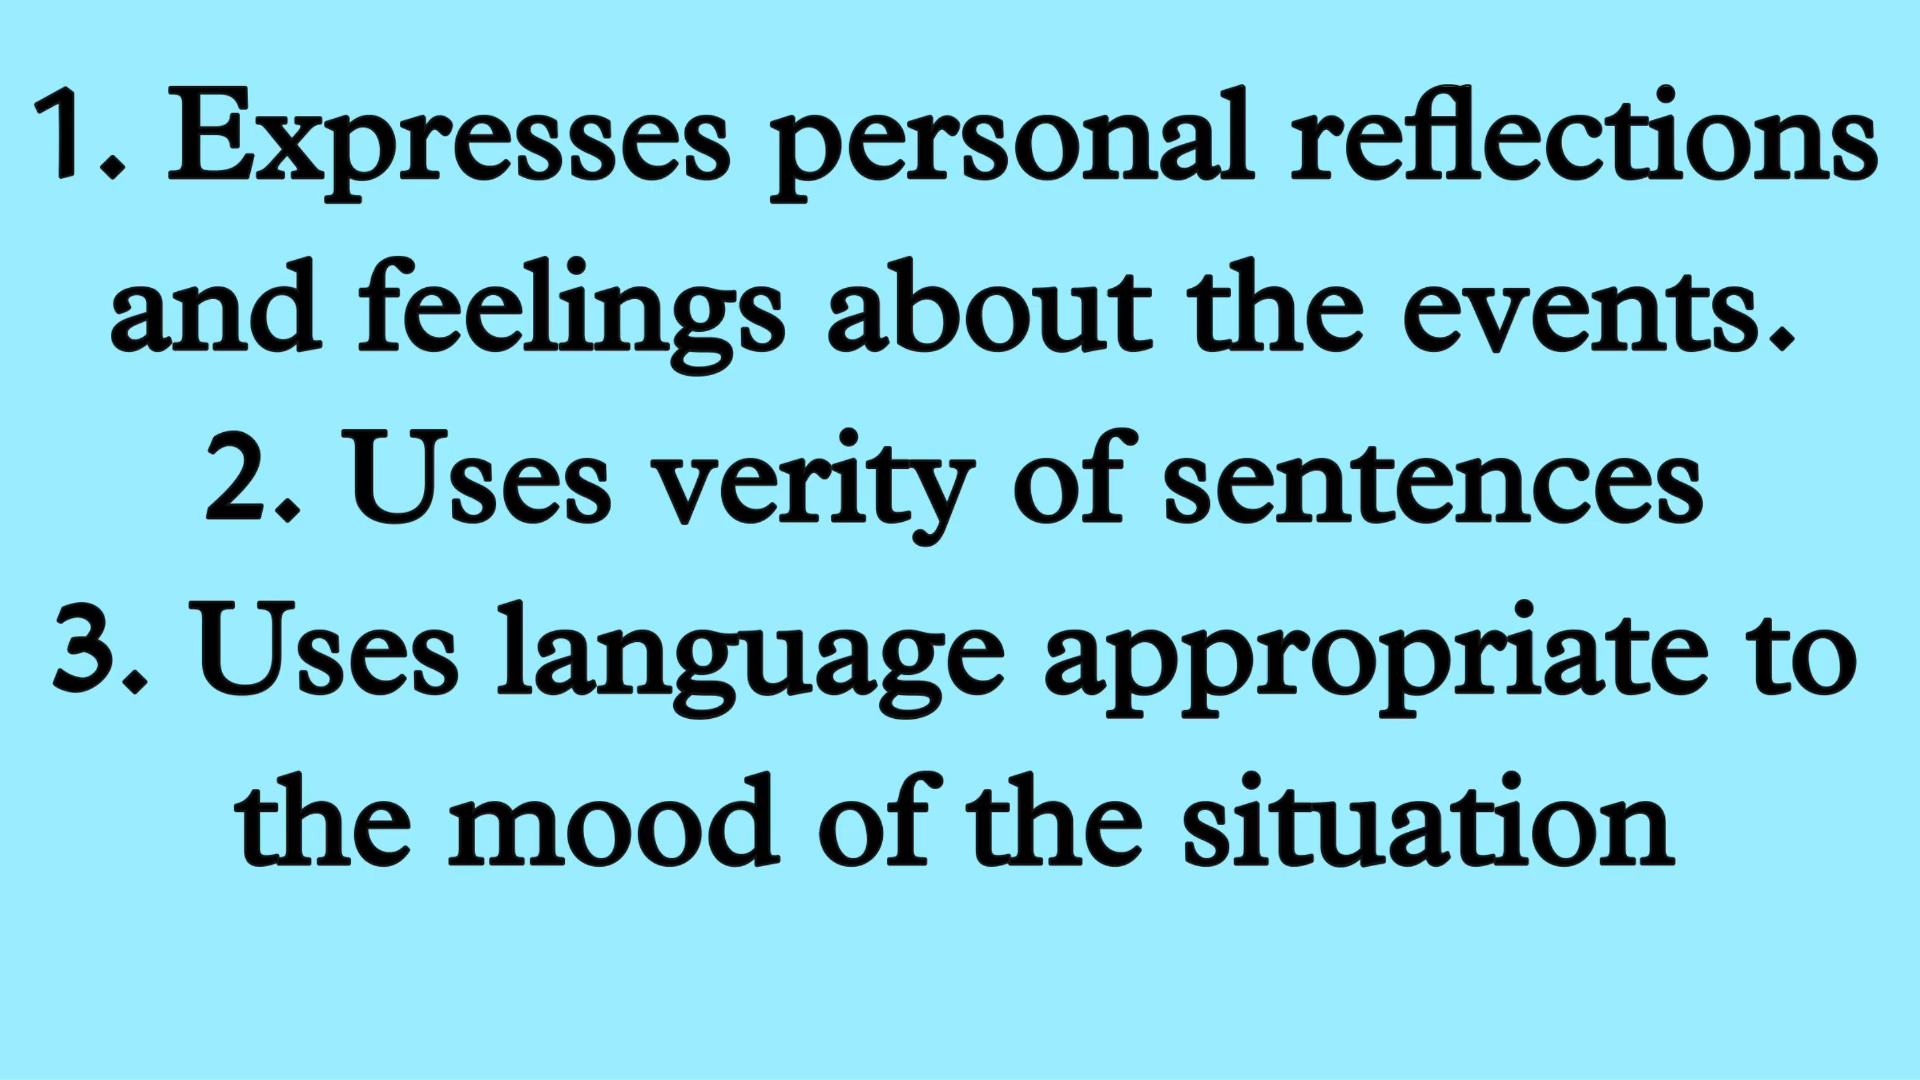 1. Expresses personal reflections
and feelings about the events.
2. Uses verity of sentences
3. Uses language appropriate to
the mood of the situation